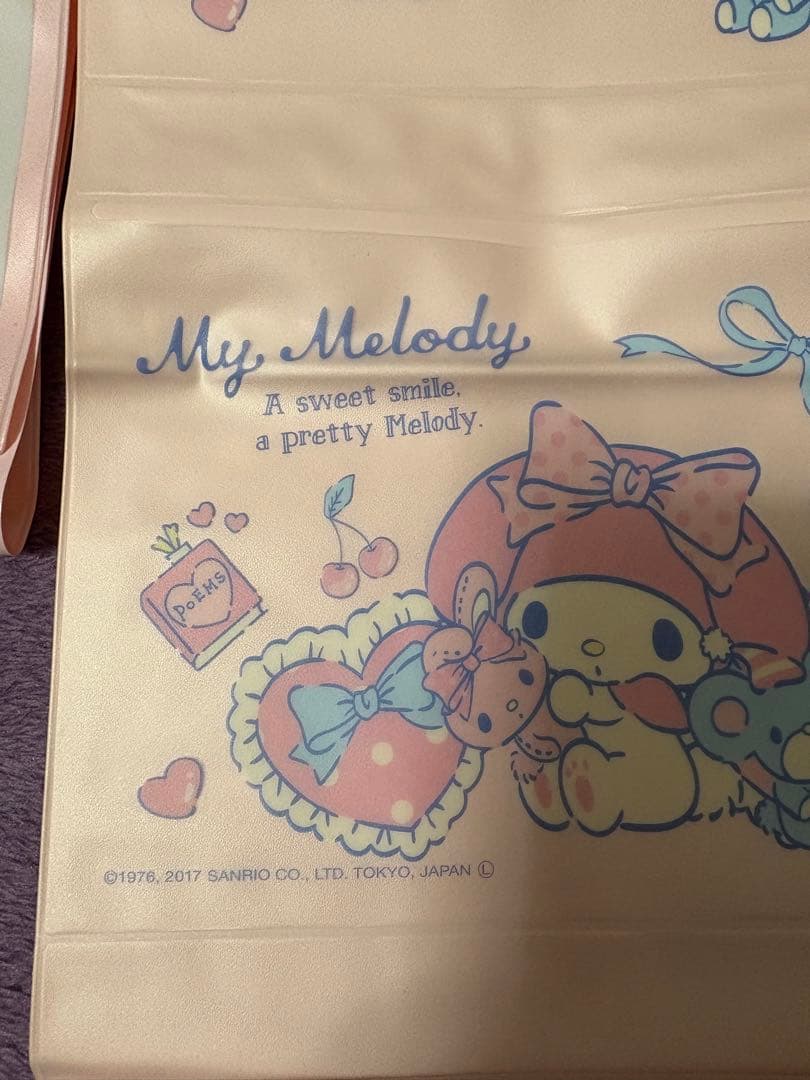 My Melody
A sweet smile,
a pretty Melody.
POEMS
©1976, 2017 SANRIO CO., LTD. TOKYO, JAPAN Ⓛ